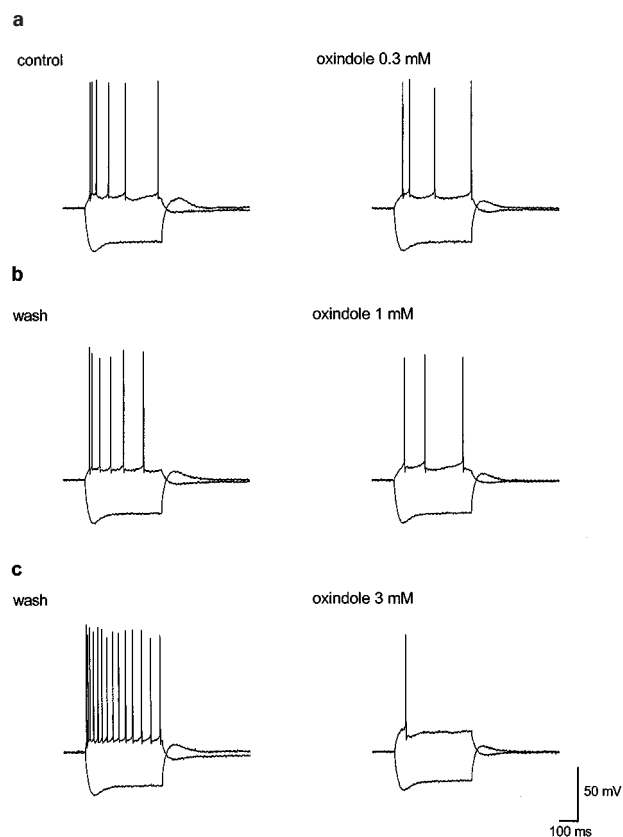 a
control
oxindole 0.3 mM
b
wash
oxindole 1 mM
c
wash
oxindole 3 mM
50 mV
100 ms